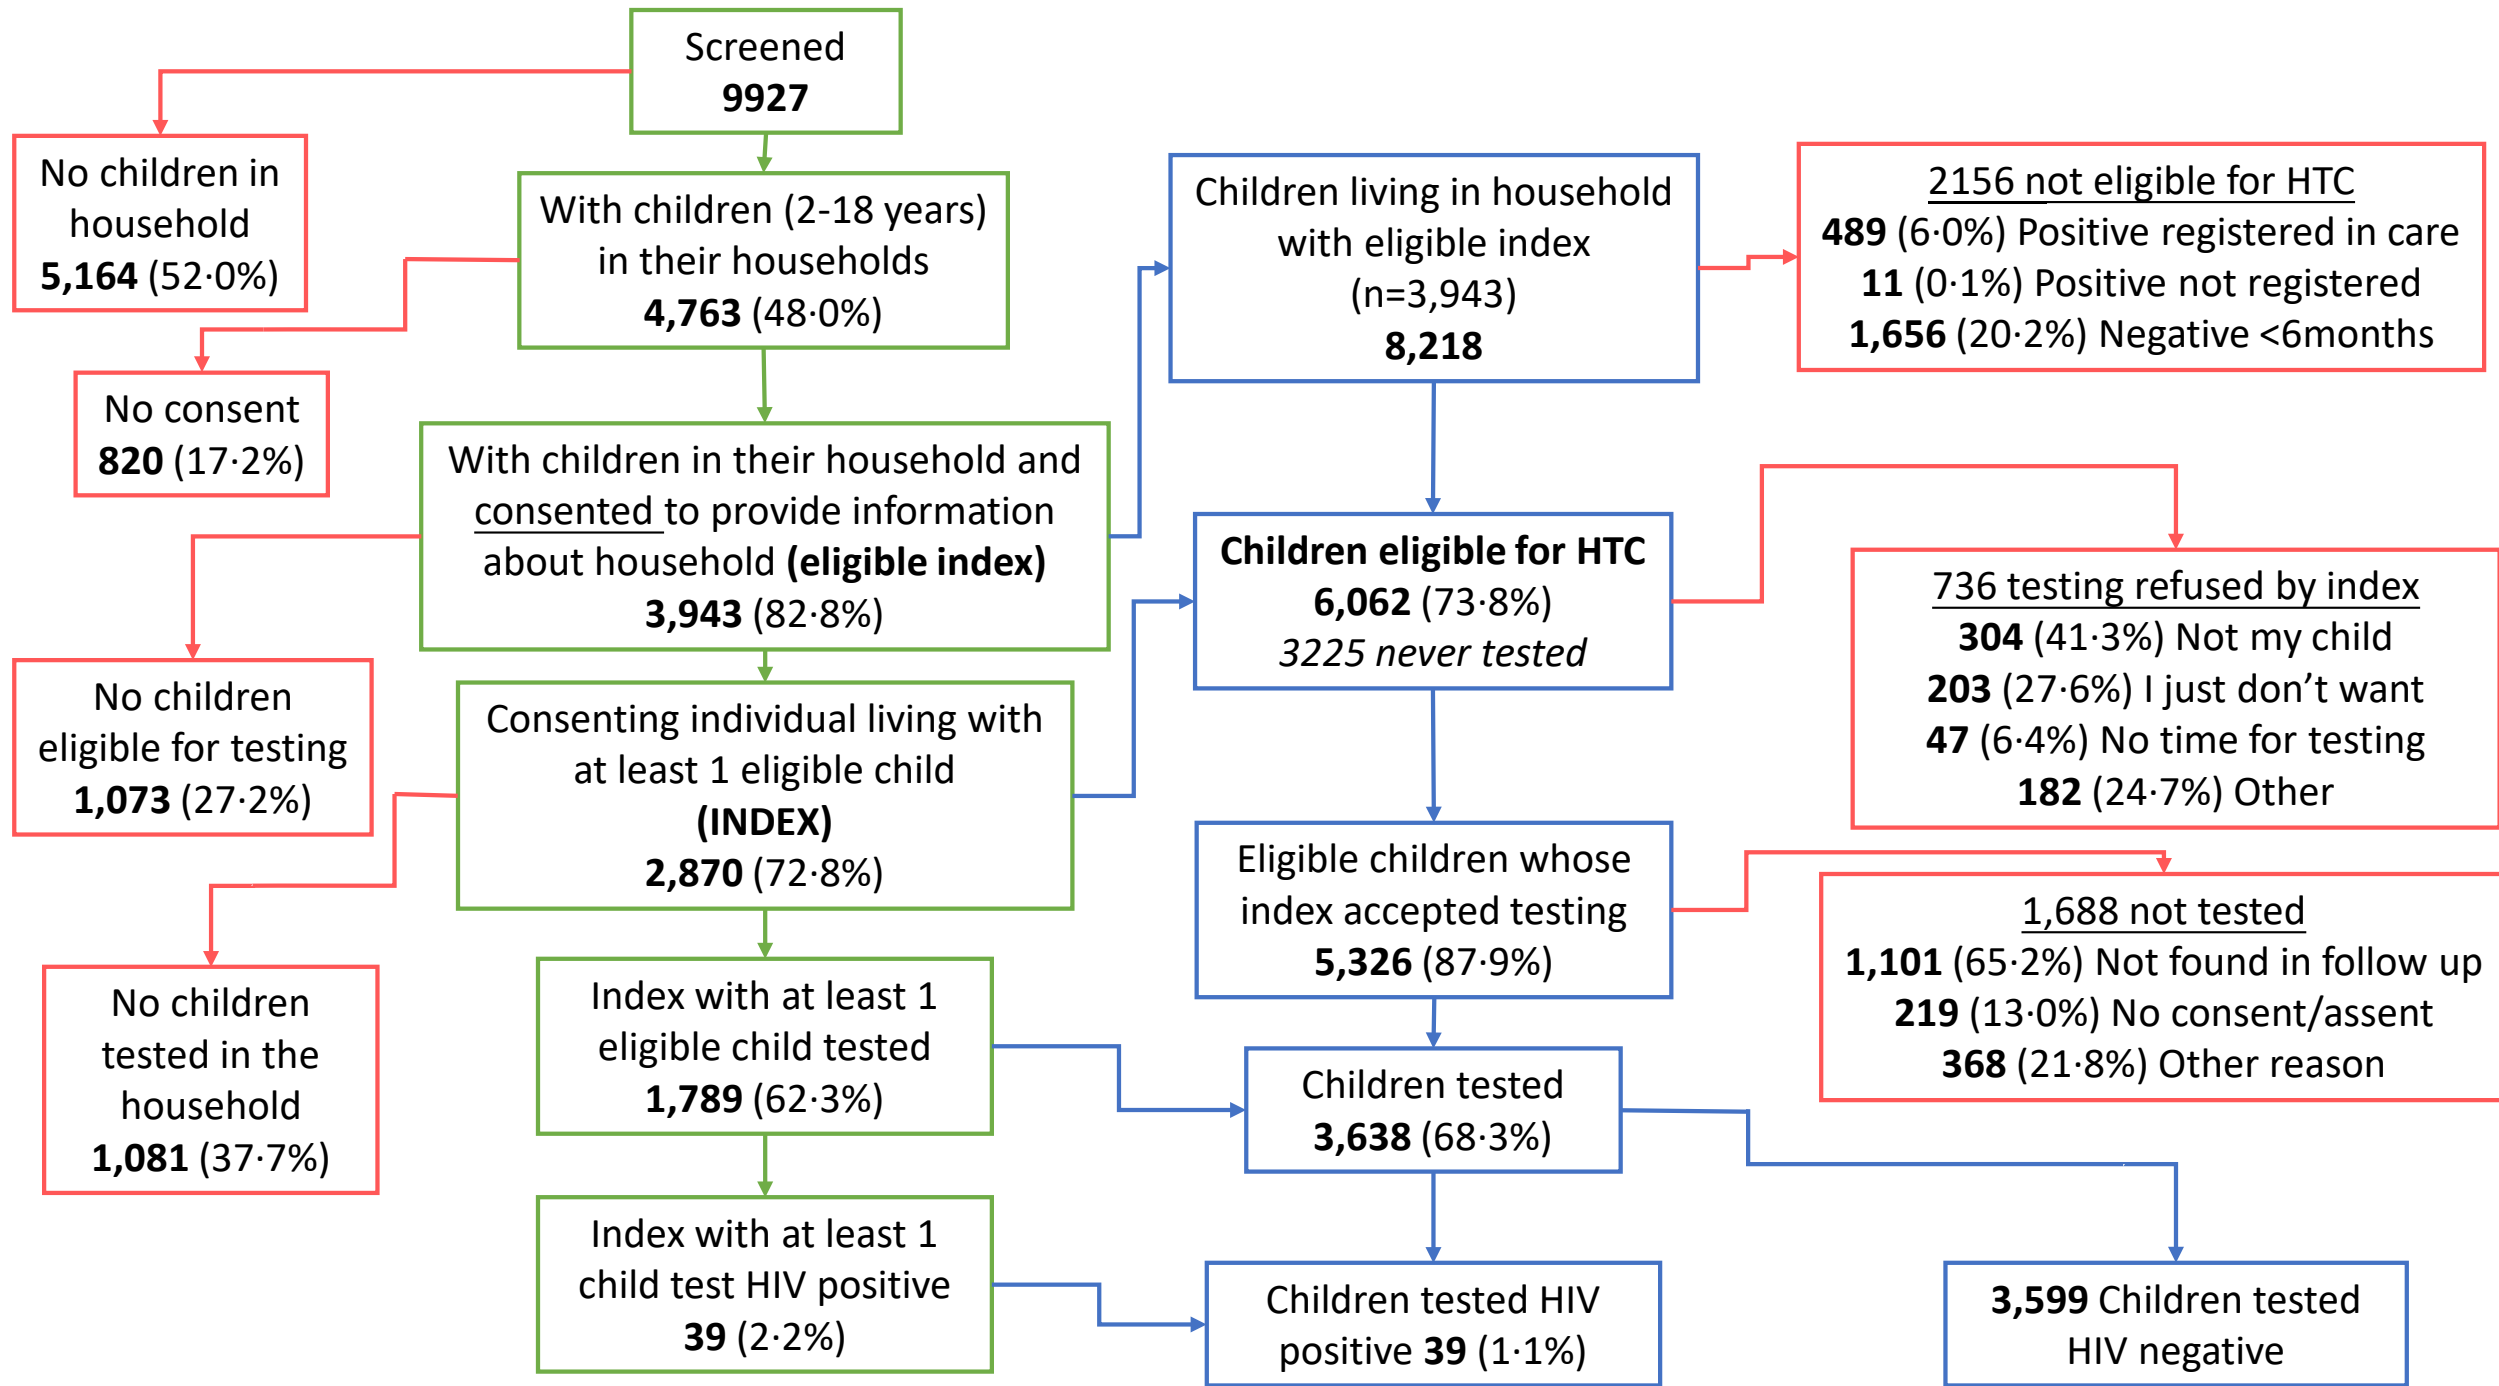 Screened
9927
No children in
household
5,164 (52·0%)
With children (2-18 years)
in their households
4,763 (48·0%)
No consent
820 (17·2%)
With children in their household and
consented to provide information
about household (eligible index)
3,943 (82·8%)
No children
eligible for testing
1,073 (27·2%)
Consenting individual living with
at least 1 eligible child
(INDEX)
2,870 (72·8%)
No children
tested in the
household
1,081 (37·7%)
Index with at least 1
eligible child tested
1,789 (62·3%)
Index with at least 1
child test HIV positive
39 (2·2%)
Children living in household
with eligible index
(n=3,943)
8,218
2156 not eligible for HTC
489 (6·0%) Positive registered in care
11 (0·1%) Positive not registered
1,656 (20·2%) Negative <6months
Children eligible for HTC
6,062 (73·8%)
3225 never tested
736 testing refused by index
304 (41·3%) Not my child
203 (27·6%) I just don’t want
47 (6·4%) No time for testing
182 (24·7%) Other
Eligible children whose
index accepted testing
5,326 (87·9%)
1,688 not tested
1,101 (65·2%) Not found in follow up
219 (13·0%) No consent/assent
368 (21·8%) Other reason
Children tested
3,638 (68·3%)
Children tested HIV
positive 39 (1·1%)
3,599 Children tested
HIV negative